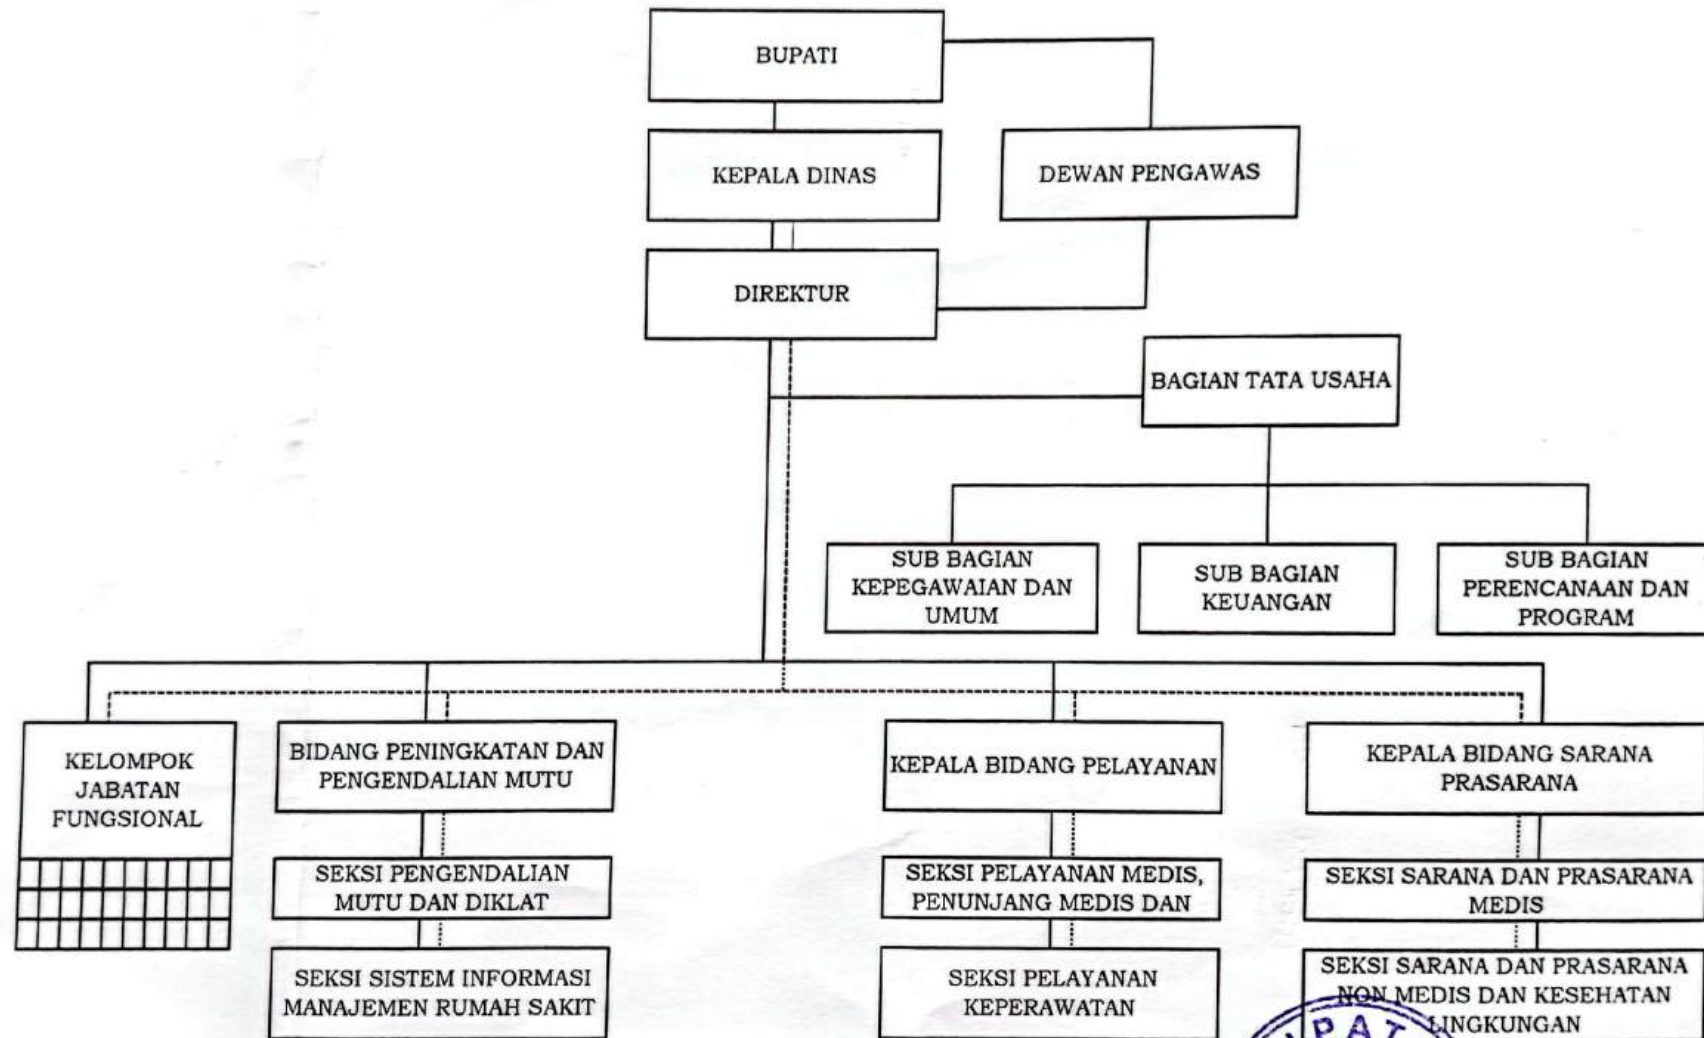 BUPATI
KEPALA DINAS
DEWAN PENGAWAS
DIREKTUR
BAGIAN TATA USAHA
SUB BAGIAN
KEPEGAWAIAN DAN
UMUM
SUB BAGIAN
KEUANGAN
SUB BAGIAN
PERENCANAAN DAN
PROGRAM
KELOMPOK
JABATAN
FUNGSIONAL
BIDANG PENINGKATAN DAN
PENGENDALIAN MUTU
KEPALA BIDANG PELAYANAN
KEPALA BIDANG SARANA
PRASARANA
SEKSI PENGENDALIAN
MUTU DAN DIKLAT
SEKSI PELAYANAN MEDIS,
PENUNJANG MEDIS DAN
SEKSI SARANA DAN PRASARANA
MEDIS
SEKSI SISTEM INFORMASI
MANAJEMEN RUMAH SAKIT
SEKSI PELAYANAN
KEPERAWATAN
SEKSI SARANA DAN PRASARANA
NON MEDIS DAN KESEHATAN
LINGKUNGAN